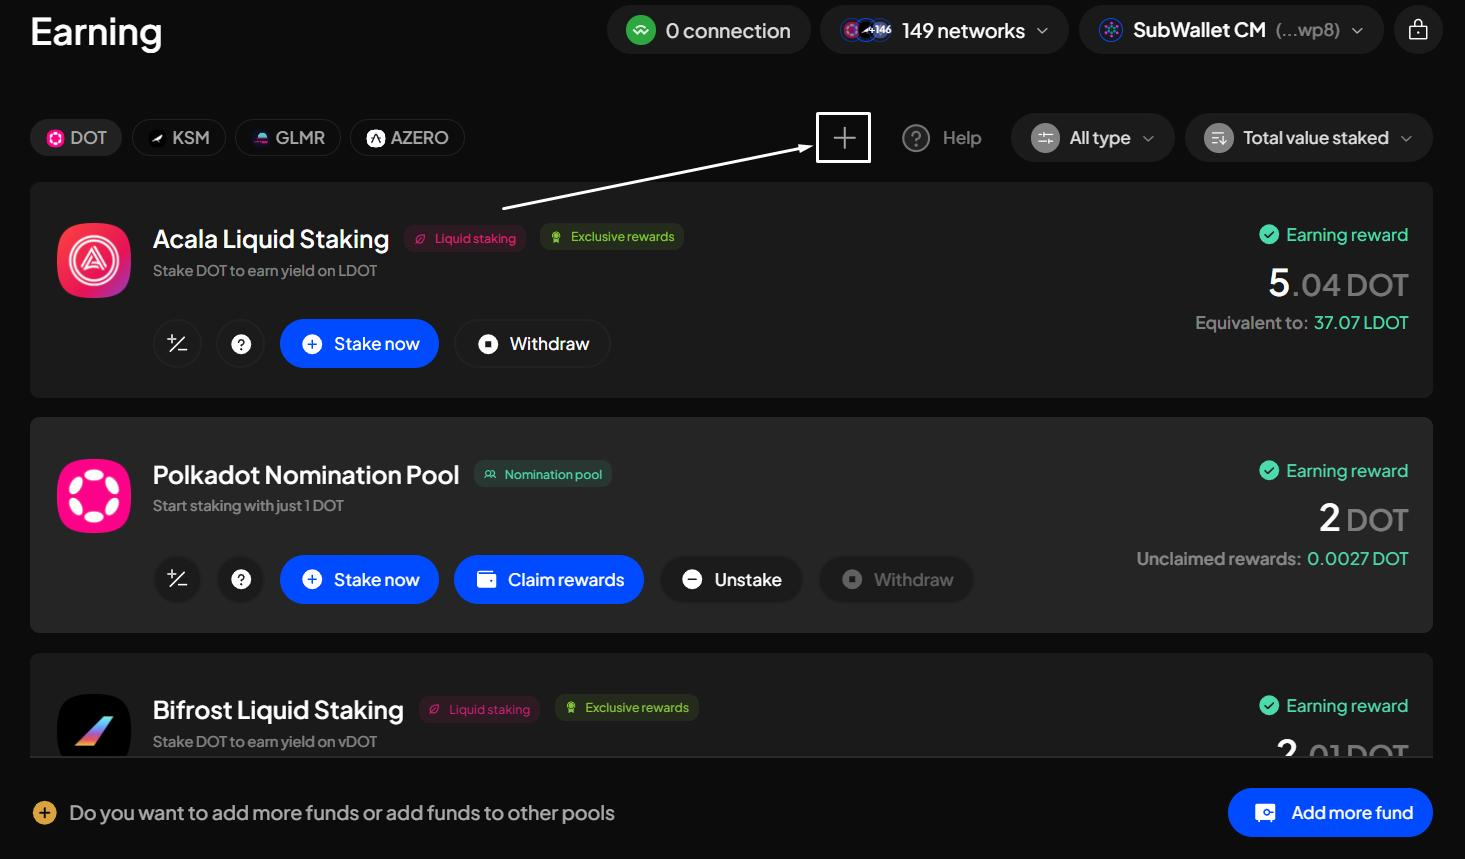 Earning
0 connection
+146
149 networks
SubWallet CM (...wp8)
DOT
KSM
GLMR
AZERO
Help
All type
Total value staked
Acala Liquid Staking
Liquid staking
Exclusive rewards
Stake DOT to earn yield on LDOT
Stake now
Withdraw
Earning reward
5.04 DOT
Equivalent to: 37.07 LDOT
Polkadot Nomination Pool
Nomination pool
Start staking with just 1 DOT
Stake now
Claim rewards
Unstake
Withdraw
Earning reward
2 DOT
Unclaimed rewards: 0.0027 DOT
Bifrost Liquid Staking
Liquid staking
Exclusive rewards
Stake DOT to earn yield on vDOT
Earning reward
2.01 DOT
Do you want to add more funds or add funds to other pools
Add more fund